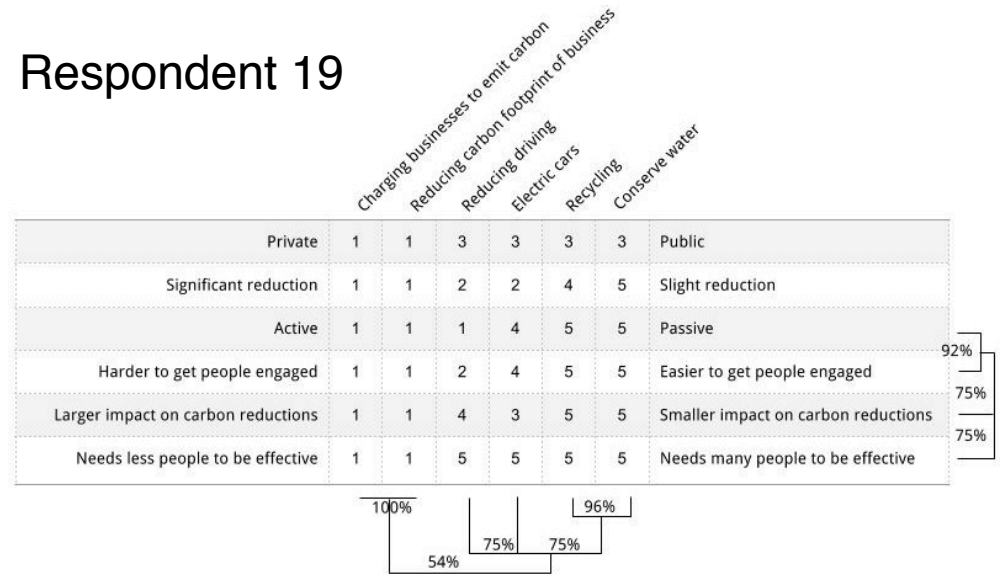 Respondent 19
Charging businesses to emit carbon
Reducing carbon footprint of business
Reducing driving
Electric cars
Recycling
Conserve water
Private 1 1 3 3 3 3 Public
Significant reduction 1 1 2 2 4 5 Slight reduction
Active 1 1 1 4 5 5 Passive
92%
Harder to get people engaged 1 1 2 4 5 5 Easier to get people engaged
75%
Larger impact on carbon reductions 1 1 4 3 5 5 Smaller impact on carbon reductions
75%
Needs less people to be effective 1 1 5 5 5 5 Needs many people to be effective
100% 96%
75% 75%
54%